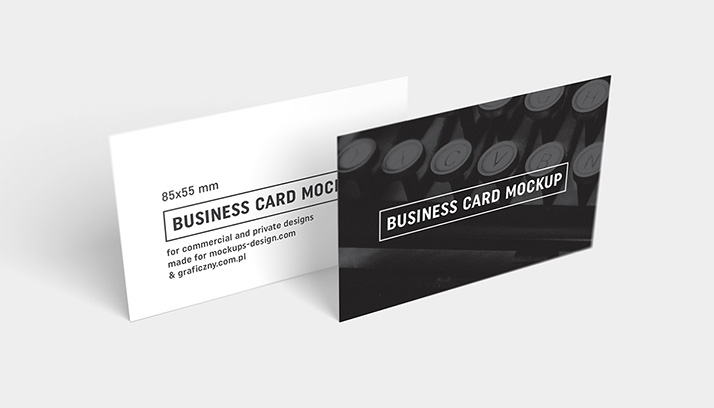 85x55 mm
BUSINESS CARD MOC
for commercial and private designs
made for mockups-design.com
& graficzny.com.pl
G H
A C V B N
BUSINESS CARD MOCKUP